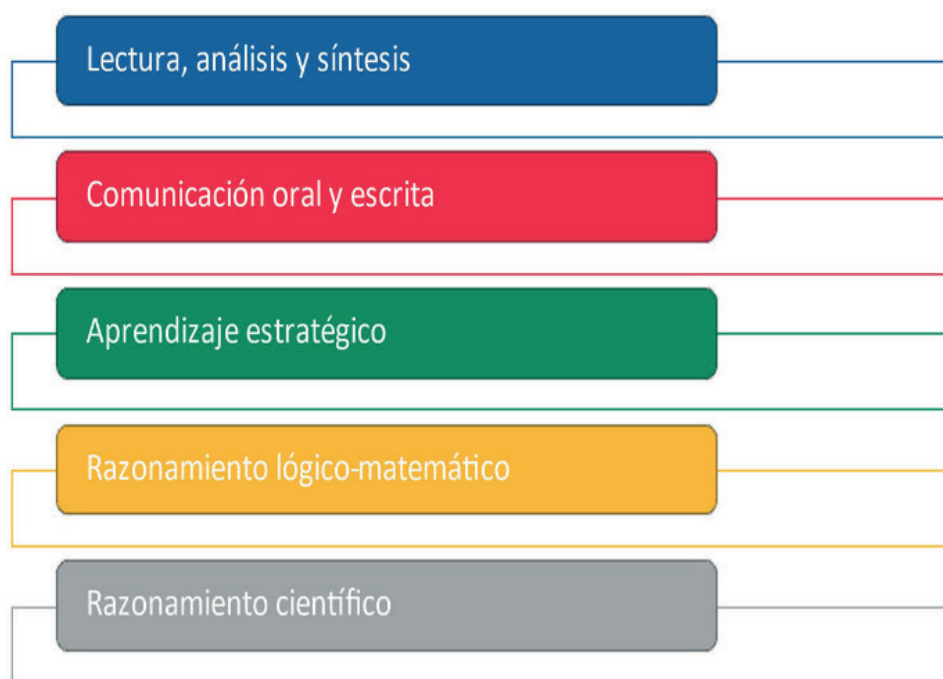 Lectura, análisis y síntesis
Comunicación oral y escrita
Aprendizaje estratégico
Razonamiento lógico-matemático
Razonamiento científico